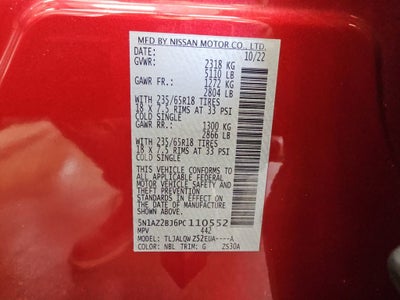 MFD BY NISSAN MOTOR CO., LTD.
DATE: 10/22
GVWR: 2318 KG
5110 LB
GAWR FR.: 1272 KG
2804 LB
WITH 235/65R18 TIRES
18 X 7.5 RIMS AT 33 PSI
COLD SINGLE
GAWR RR.: 1300 KG
2866 LB
WITH 235/65R18 TIRES
18 X 7.5 RIMS AT 33 PSI
COLD SINGLE
THIS VEHICLE CONFORMS TO
ALL APPLICABLE FEDERAL
MOTOR VEHICLE SAFETY AND
THEFT PREVENTION
STANDARDS IN EFFECT ON
THE DATE OF MANUFACTURE
SHOWN ABOVE.
5N1AZ2BJ6PC110552
MPV 442
MODEL: TLJALQWZ52EUA----A
COLOR: NBL TRIM: G 2S30A